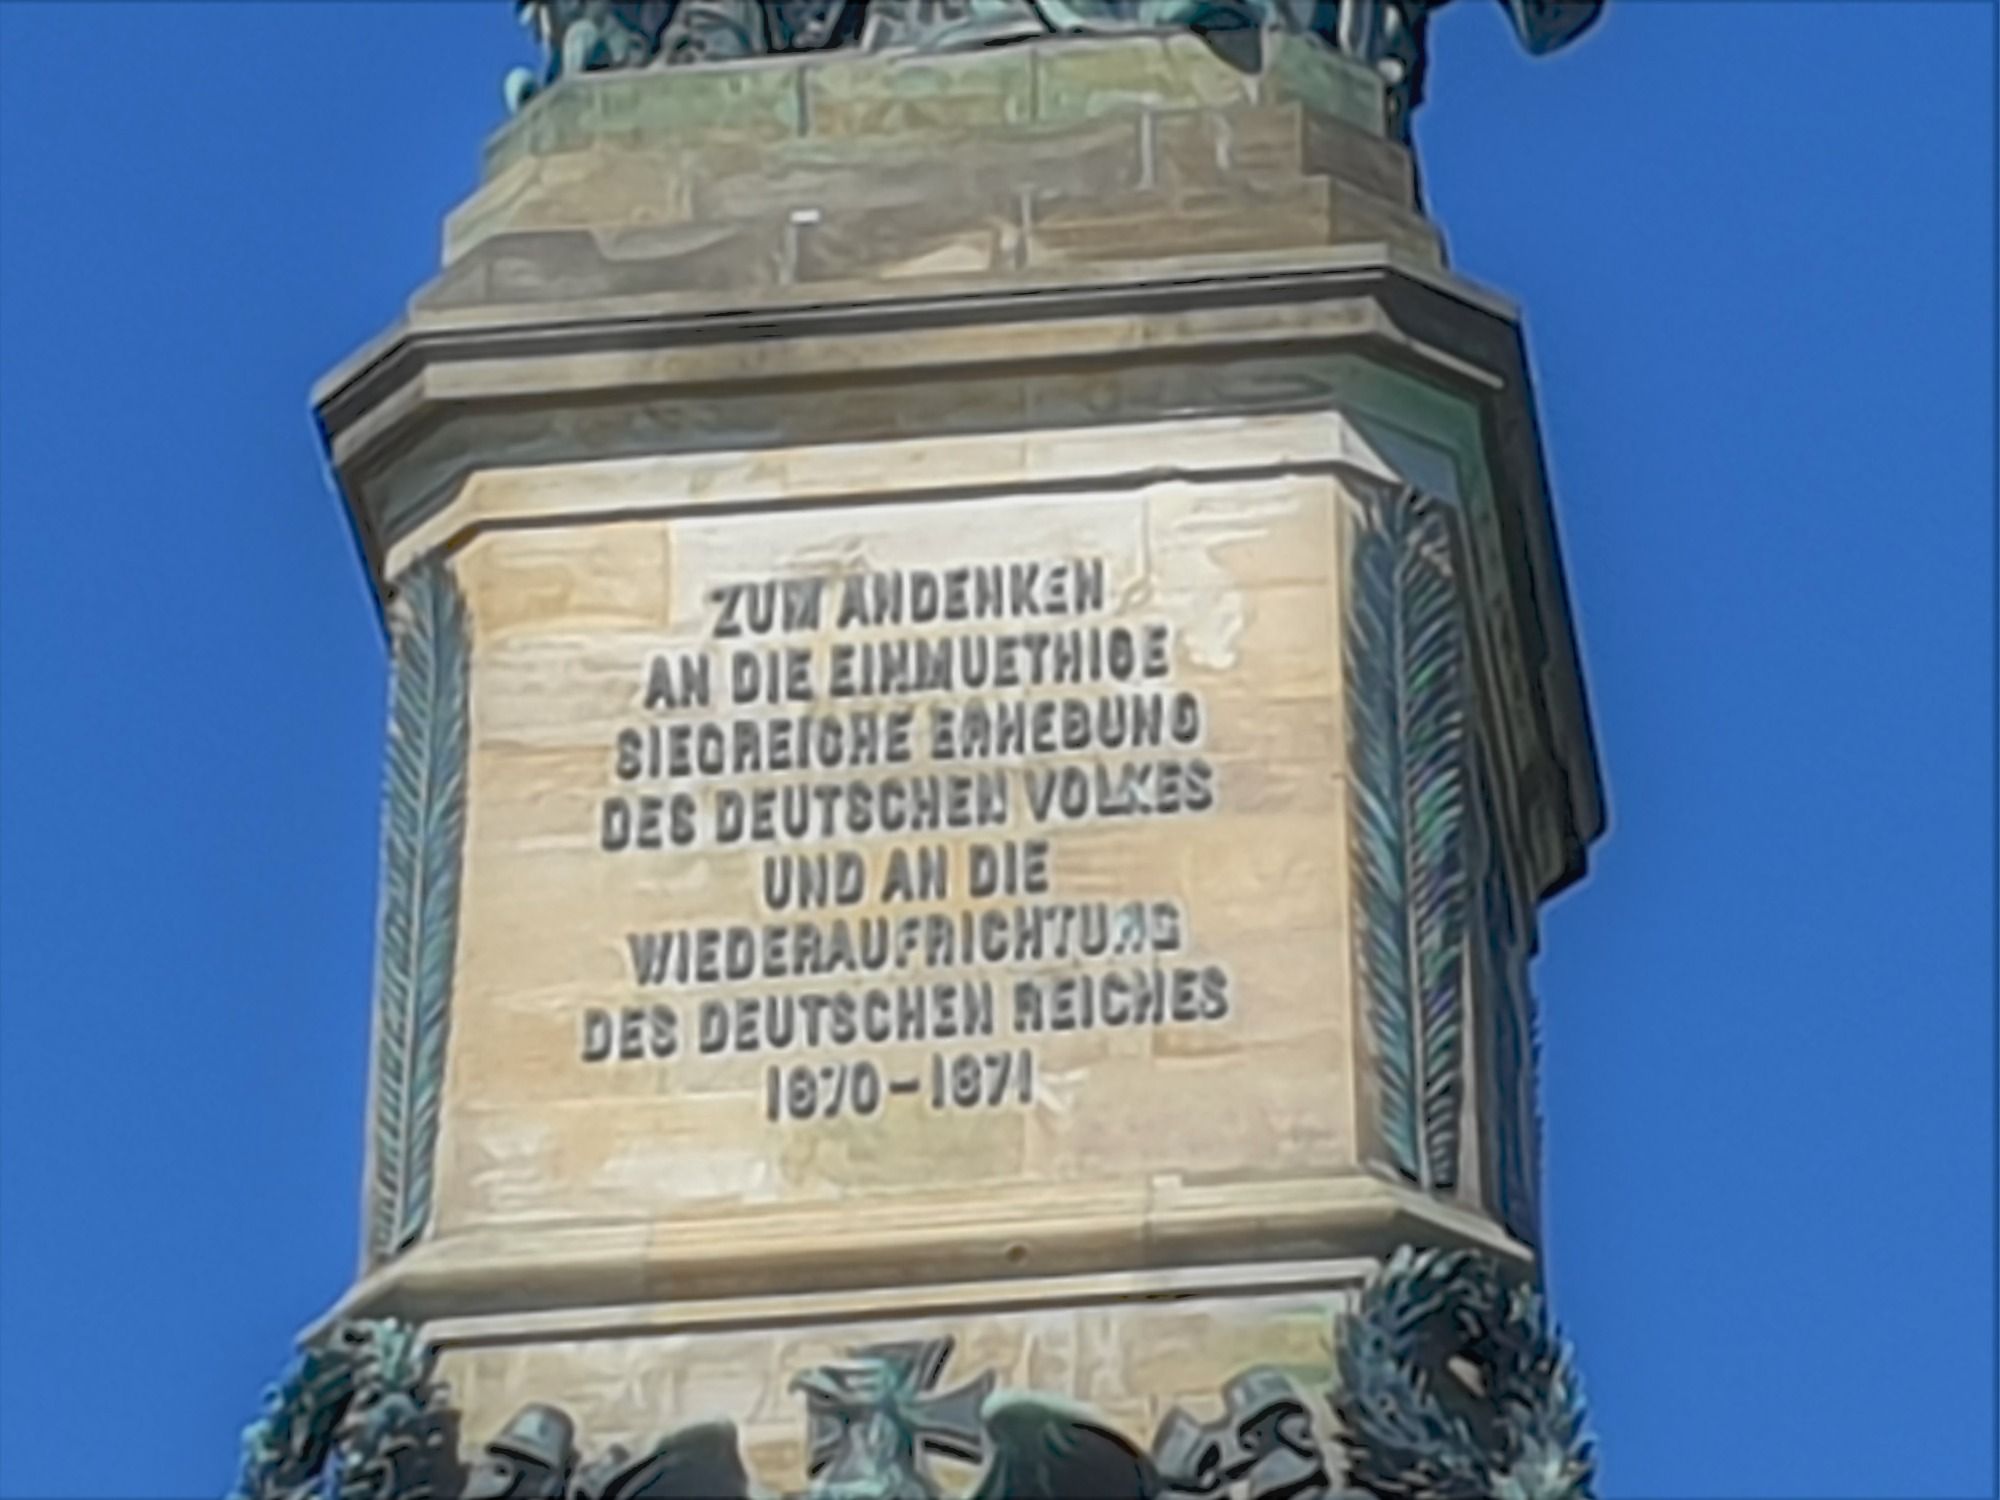 ZUM ANDENKEN
AN DIE EINMUETHIGE
SIEGREICHE ERHEBUNG
DES DEUTSCHEN VOLKES
UND AN DIE
WIEDERAUFRICHTUNG
DES DEUTSCHEN REICHES
1870-1871